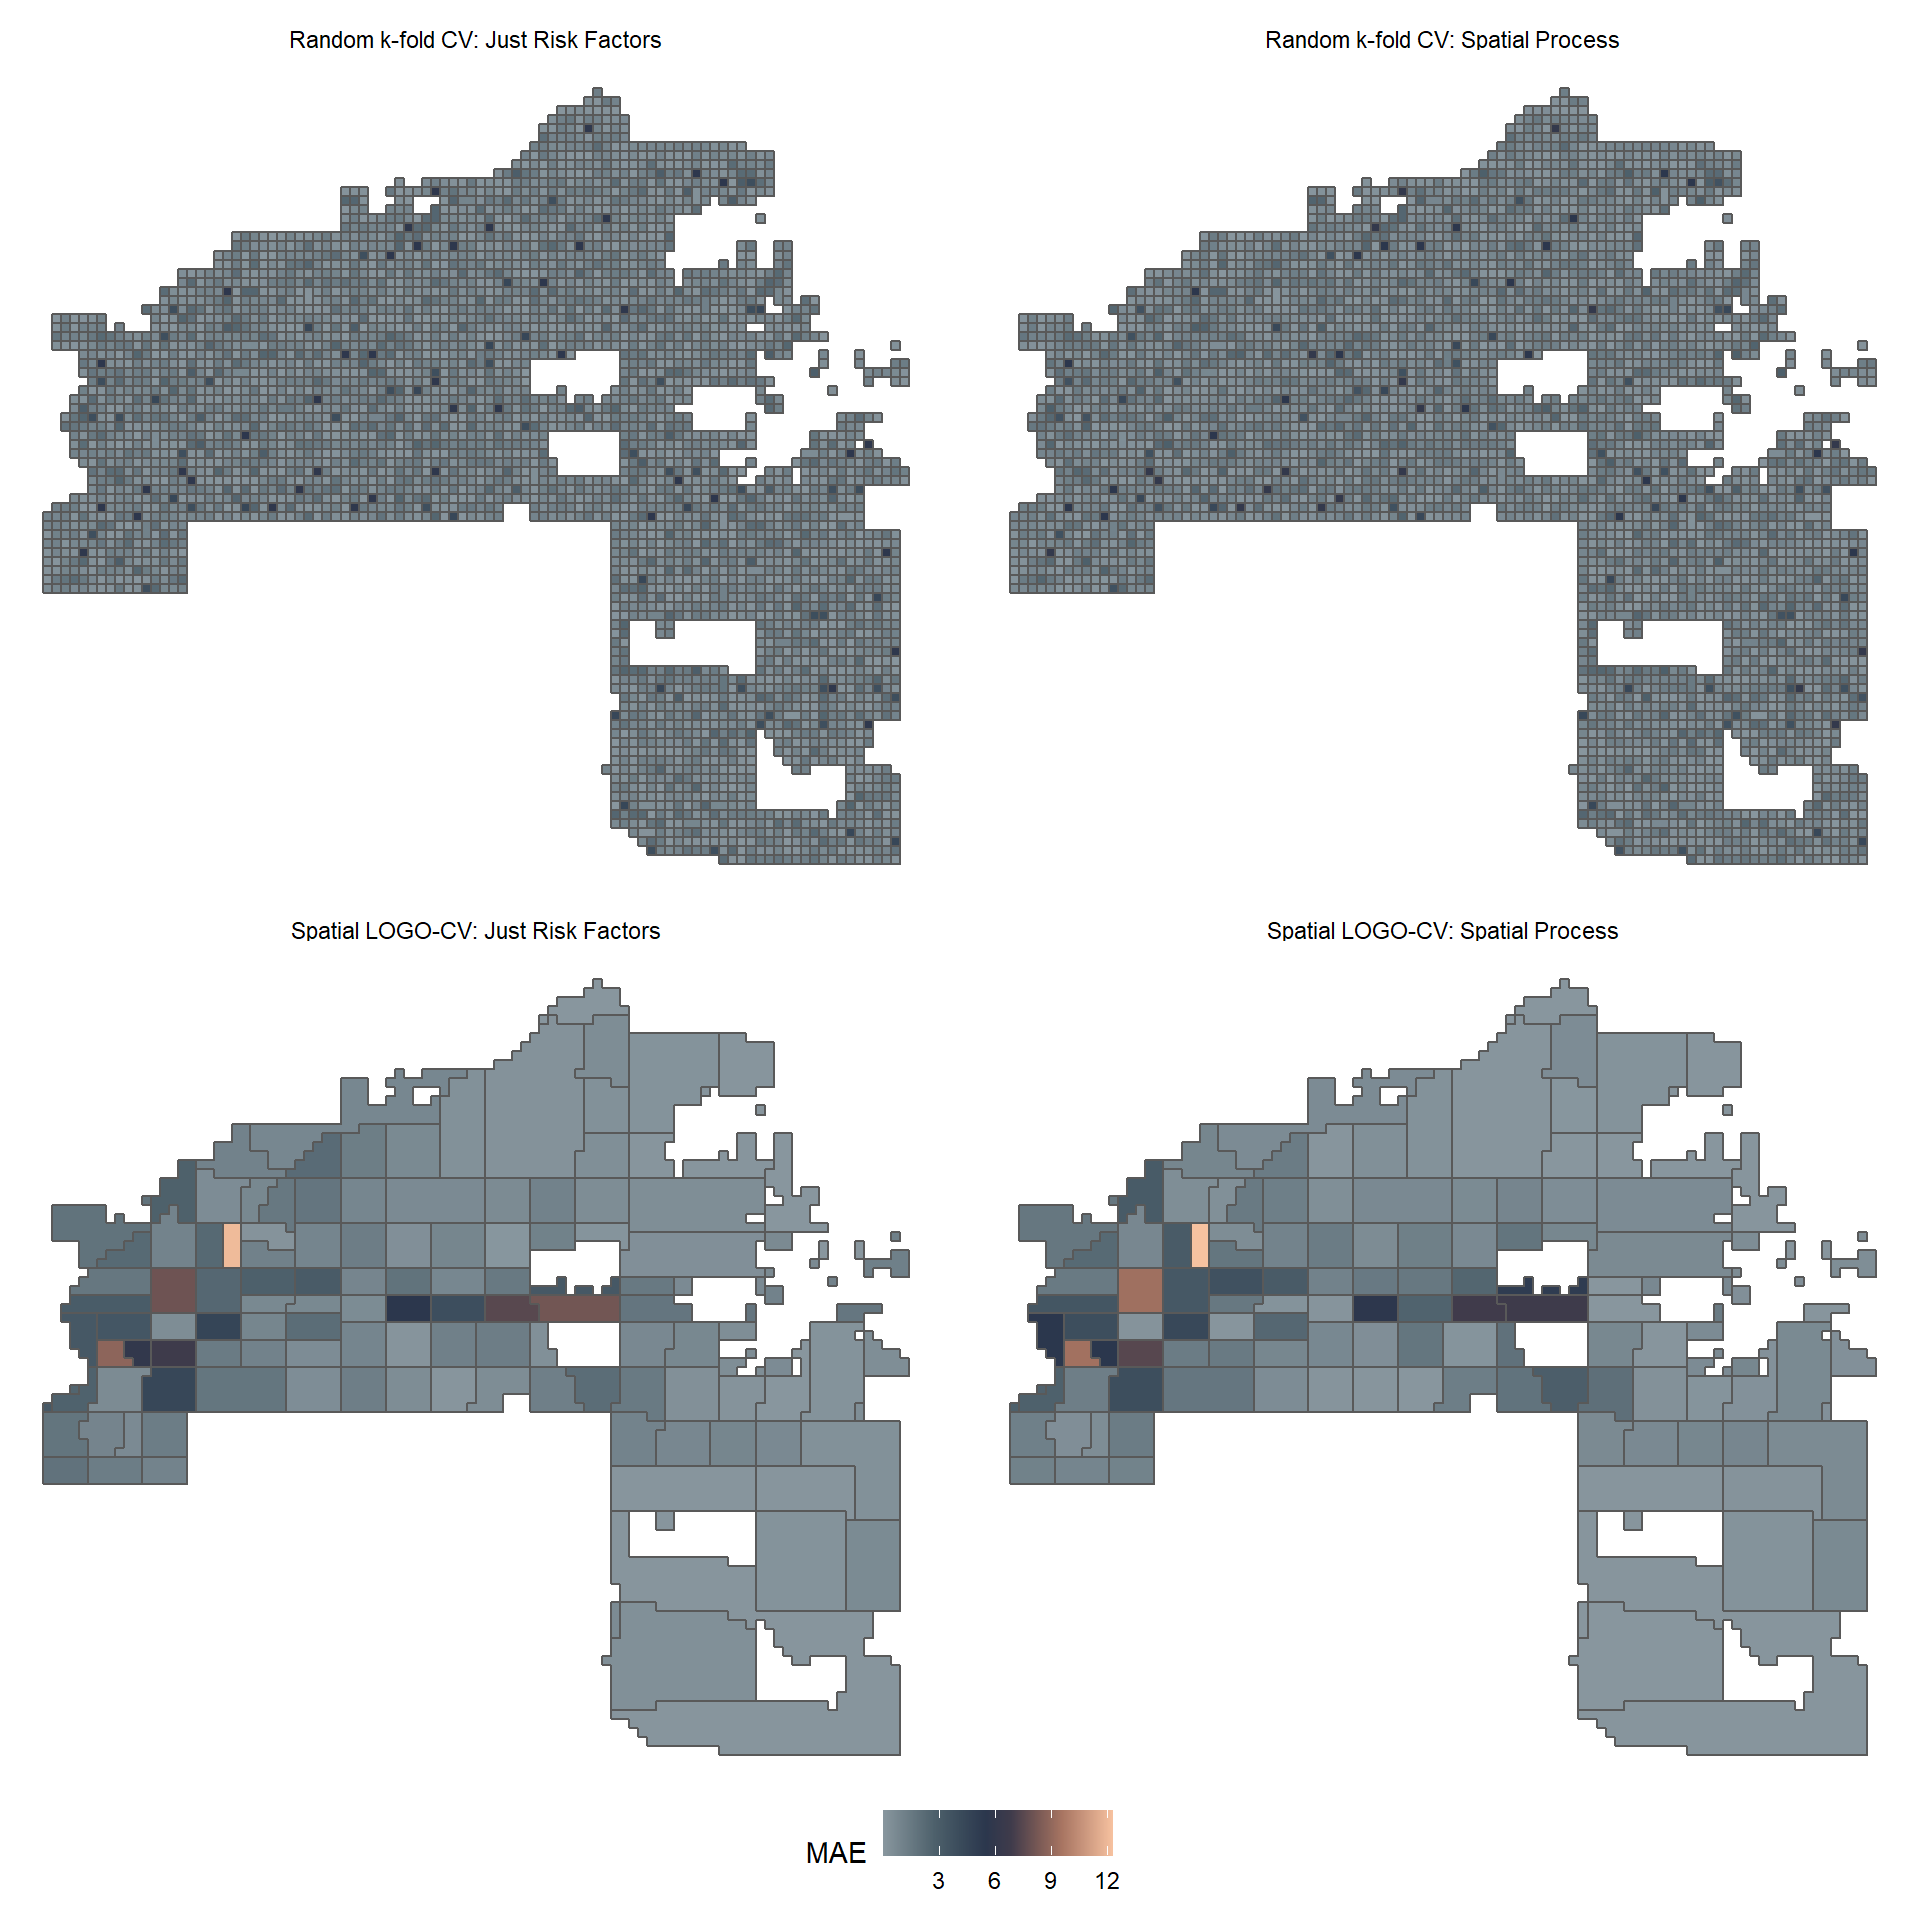 Random k-fold CV: Just Risk Factors
Random k-fold CV: Spatial Process
Spatial LOGO-CV: Just Risk Factors
Spatial LOGO-CV: Spatial Process
MAE
3 6 9 12